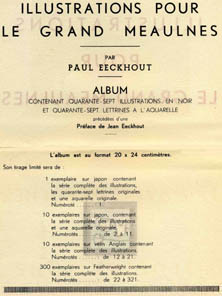 ILLUSTRATIONS POUR
LE GRAND MEAULNES
PAR
PAUL EECKHOUT
ALBUM
CONTENANT QUARANTE-SEPT ILLUSTRATIONS EN NOIR
ET QUARANTE-SEPT LETTRINES A L'AQUARELLE
précédées d'une
Préface de Jean Eeckhout
L'album est au format 20 x 24 centimètres.
Son tirage limité sera de :
1 exemplaire sur japon contenant
la série complète des illustrations,
les quarante-sept lettrines originales
et une aquarelle originale.
Numéroté . . . . 1.
10 exemplaires sur japon, contenant
la série complète des illustrations
et une aquarelle originale.
Numérotés . . . de 2 à 11.
10 exemplaires sur vélin Anglais contenant
la série complète des illustrations.
Numérotés . . . de 12 à 21.
300 exemplaires sur Featherweight contenant
la série complète des illustrations.
Numérotés . . . de 22 à 321.